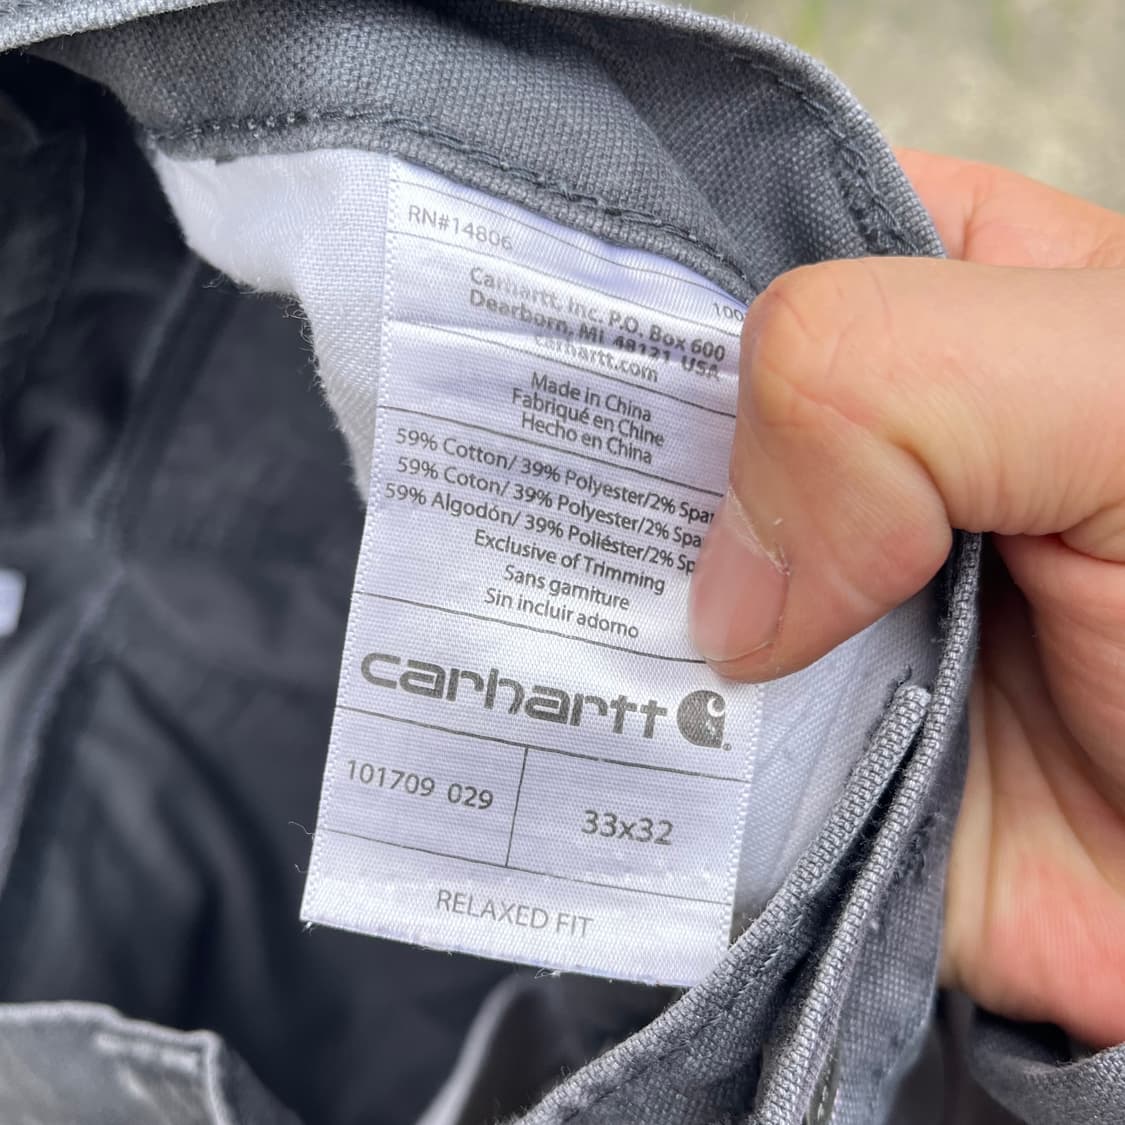 RN#14806
100
Carhartt, Inc. P.O. Box 600
Dearborn, MI 48121 USA
carhartt.com
Made in China
Fabriqué en Chine
Hecho en China
59% Cotton/ 39% Polyester/2% Spa
59% Coton/ 39% Polyester/2% Spa
59% Algodón/ 39% Poliéster/2% Sp
Exclusive of Trimming
Sans garniture
Sin incluir adorno
carhartt
101709 029
33x32
RELAXED FIT